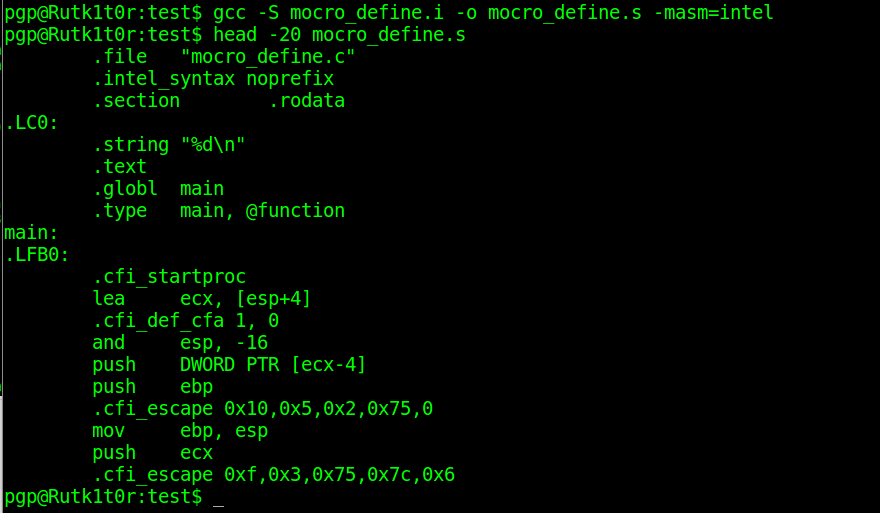 pgp@Rutk1t0r:test$ gcc -S mocro_define.i -o mocro_define.s -masm=intel
pgp@Rutk1t0r:test$ head -20 mocro_define.s
        .file   "mocro_define.c"
        .intel_syntax noprefix
        .section        .rodata
.LC0:
        .string "%d\n"
        .text
        .globl  main
        .type   main, @function
main:
.LFB0:
        .cfi_startproc
        lea     ecx, [esp+4]
        .cfi_def_cfa 1, 0
        and     esp, -16
        push    DWORD PTR [ecx-4]
        push    ebp
        .cfi_escape 0x10,0x5,0x2,0x75,0
        mov     ebp, esp
        push    ecx
        .cfi_escape 0xf,0x3,0x75,0x7c,0x6
pgp@Rutk1t0r:test$ _